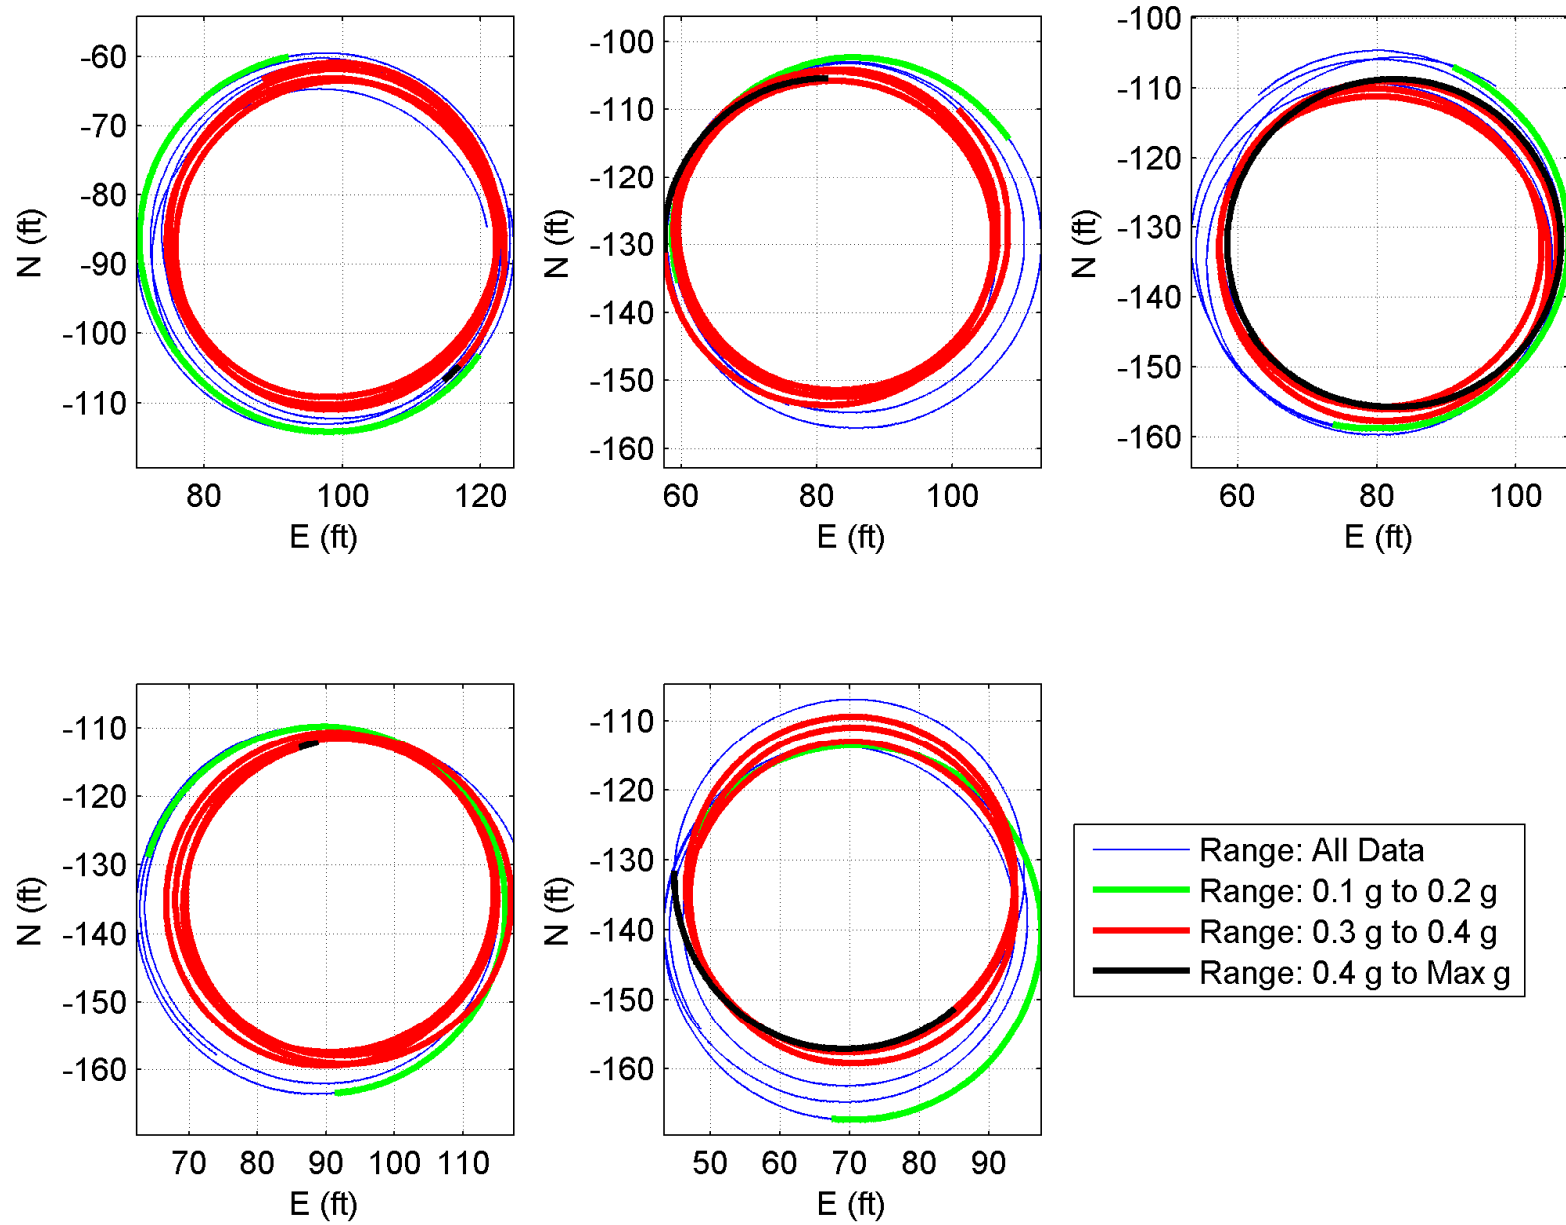 -60
-70
-80
-90
-100
-110
N (ft)
80 100 120
E (ft)
-100
-110
-120
-130
-140
-150
-160
N (ft)
60 80 100
E (ft)
-100
-110
-120
-130
-140
-150
-160
N (ft)
60 80 100
E (ft)
-110
-120
-130
-140
-150
-160
N (ft)
70 80 90 100 110
E (ft)
-110
-120
-130
-140
-150
-160
N (ft)
50 60 70 80 90
E (ft)
Range: All Data
Range: 0.1 g to 0.2 g
Range: 0.3 g to 0.4 g
Range: 0.4 g to Max g